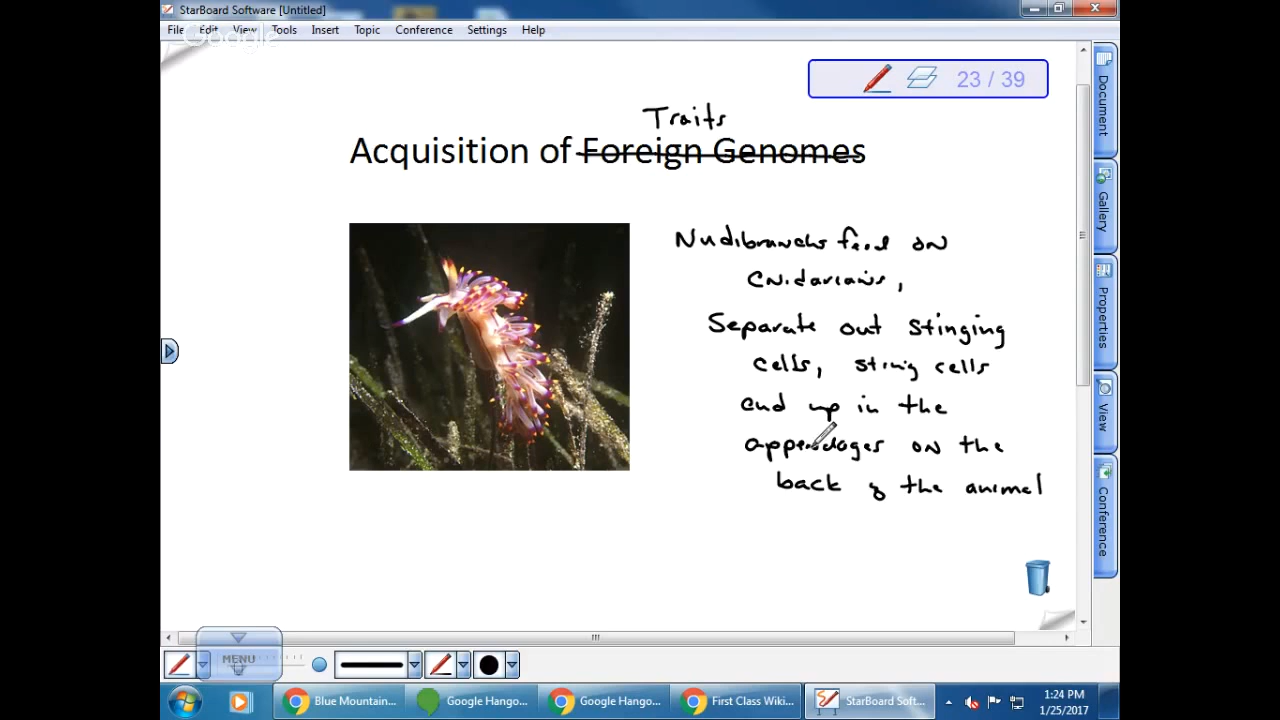 StarBoard Software [Untitled]
File Edit View Tools Insert Topic Conference Settings Help
Google
23 / 39
Traits
Acquisition of Foreign Genomes
Nudibranchs feed on
Cnidarians,
Separate out stinging
cells, sting cells
end up in the
appendages on the
back of the animal
Document
Gallery
Properties
View
Conference
MENU
Blue Mountain...
Google Hango...
Google Hango...
First Class Wiki...
StarBoard Soft...
1:24 PM
1/25/2017